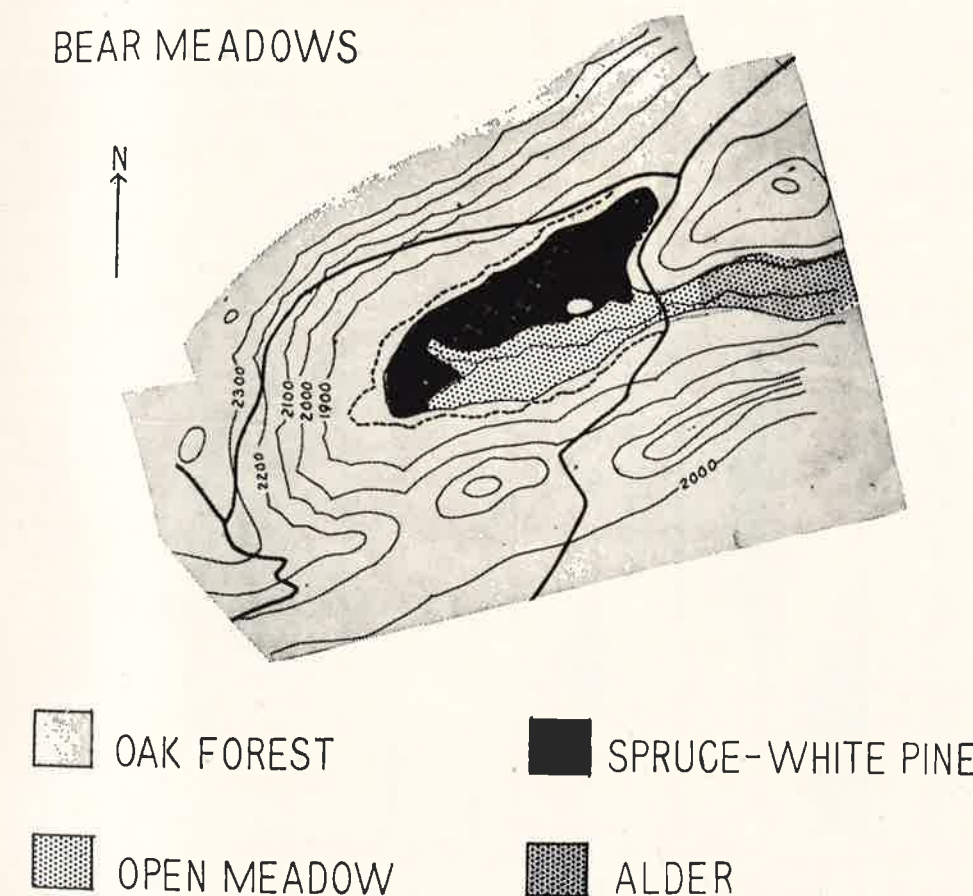 BEAR MEADOWS
N
2300
2100
2000
1900
2200
2000
OAK FOREST
SPRUCE-WHITE PINE
OPEN MEADOW
ALDER